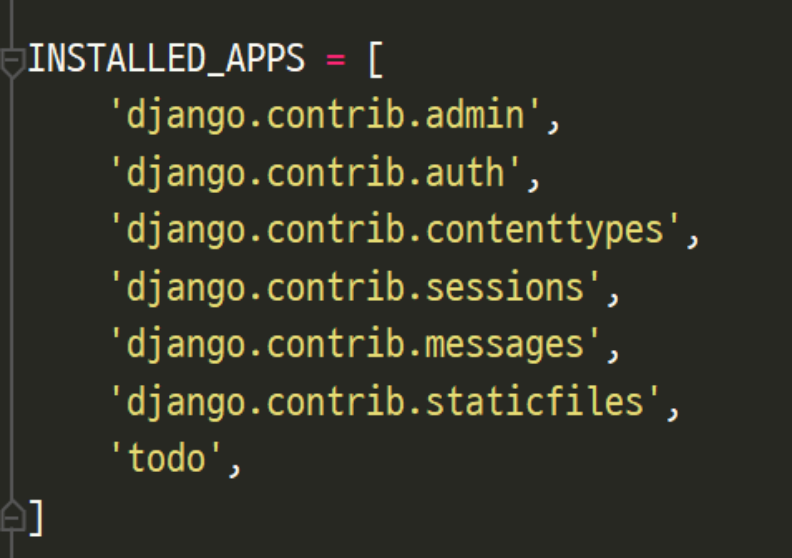 INSTALLED_APPS = [
    'django.contrib.admin',
    'django.contrib.auth',
    'django.contrib.contenttypes',
    'django.contrib.sessions',
    'django.contrib.messages',
    'django.contrib.staticfiles',
    'todo',
]